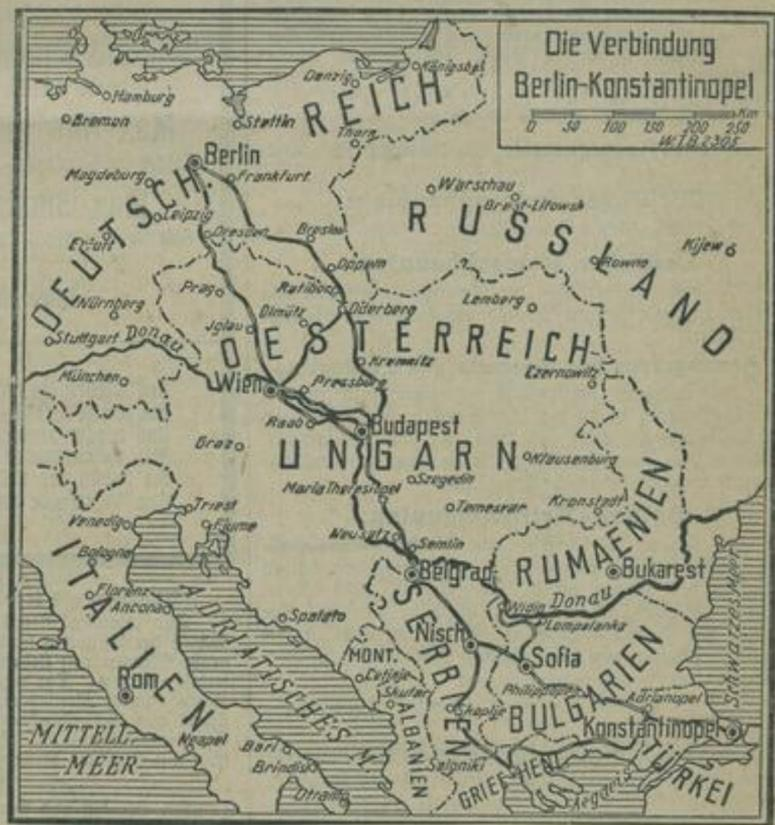 Die Verbindung
Berlin-Konstantinopel
0 50 100 150 200 250 Km
W.T.B.2305
Königsbg.
Danzig
Hamburg
REICH
Bremen
Stettin
Thorn
Berlin
Frankfurt
Magdeburg
Warschau
Brest-Litowsk
DEUTSCH.
Leipzig
RUSSLAND
Erfurt
Dresden
Breslau
Kijew
Rowno
Oppeln
Prag
Ratibor
Nürnberg
Olmütz
Oderberg
Lemberg
Iglau
Stuttgart
Donau
OESTERREICH
Kremnitz
München
Wien
Pressburg
Czernowitz
Raab
Budapest
Graz
UNGARN
Klausenburg
Szegedin
Maria Theresiopel
Triest
Temesvar
Kronstadt
Venedig
Fiume
Neusatz
Semlin
RUMAENIEN
Bologna
Belgrad
Bukarest
Florenz
ADRIATISCHES M.
Widin
Donau
Schwarzes Meer
Ancona
Spalato
Lompalanka
ITALIEN
SERBIEN
Nisch
MONT.
Sofia
BULGARIEN
Cetinje
Rom
Skutari
Philippopel
Adrianopel
Skoplje
Konstantinopel
ALBANIEN
MITTELL.
MEER
Neapel
Bari
TÜRKEI
Brindisi
Saloniki
GRIECHENL.
Aegaeis
Otranto